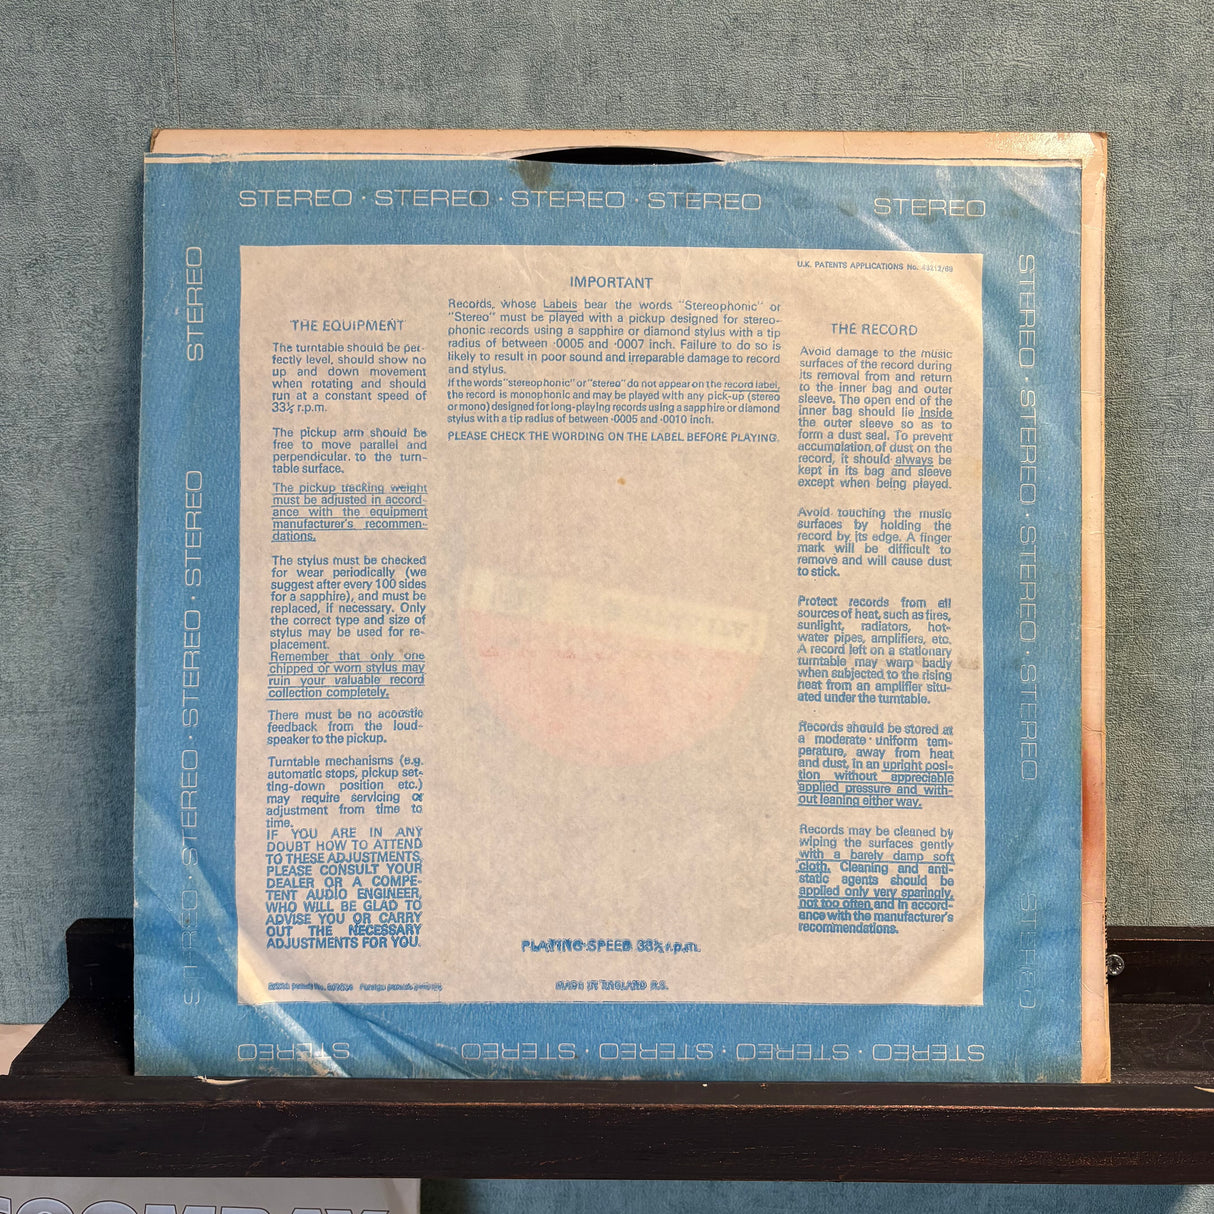 STEREO · STEREO · STEREO · STEREO
STEREO
STEREO
STEREO · STEREO · STEREO · STEREO
STEREO · STEREO · STEREO · STEREO
STEREO
U.K. PATENTS APPLICATIONS No. 43212/69
IMPORTANT
Records, whose Labels bear the words "Stereophonic" or
"Stereo" must be played with a pickup designed for stereo-
phonic records using a sapphire or diamond stylus with a tip
radius of between ·0005 and ·0007 inch. Failure to do so is
likely to result in poor sound and irreparable damage to record
and stylus.
If the words "stereophonic" or "stereo" do not appear on the record label,
the record is monophonic and may be played with any pick-up (stereo
or mono) designed for long-playing records using a sapphire or diamond
stylus with a tip radius of between ·0005 and ·0010 inch.
PLEASE CHECK THE WORDING ON THE LABEL BEFORE PLAYING.
THE EQUIPMENT
The turntable should be per-
fectly level, should show no
up and down movement
when rotating and should
run at a constant speed of
33⅓ r.p.m.
The pickup arm should be
free to move parallel and
perpendicular to the turn-
table surface.
The pickup tracking weight
must be adjusted in accord-
ance with the equipment
manufacturer's recommen-
dations.
The stylus must be checked
for wear periodically (we
suggest after every 100 sides
for a sapphire), and must be
replaced, if necessary. Only
the correct type and size of
stylus may be used for re-
placement.
Remember that only one
chipped or worn stylus may
ruin your valuable record
collection completely.
There must be no acoustic
feedback from the loud-
speaker to the pickup.
Turntable mechanisms (e.g.
automatic stops, pickup set-
ting-down position etc.)
may require servicing or
adjustment from time to
time.
IF YOU ARE IN ANY
DOUBT HOW TO ATTEND
TO THESE ADJUSTMENTS,
PLEASE CONSULT YOUR
DEALER OR A COMPE-
TENT AUDIO ENGINEER,
WHO WILL BE GLAD TO
ADVISE YOU OR CARRY
OUT THE NECESSARY
ADJUSTMENTS FOR YOU.
THE RECORD
Avoid damage to the music
surfaces of the record during
its removal from and return
to the inner bag and outer
sleeve. The open end of the
inner bag should lie inside
the outer sleeve so as to
form a dust seal. To prevent
accumulation of dust on the
record, it should always be
kept in its bag and sleeve
except when being played.
Avoid touching the music
surfaces by holding the
record by its edge. A finger
mark will be difficult to
remove and will cause dust
to stick.
Protect records from all
sources of heat, such as fires,
sunlight, radiators, hot-
water pipes, amplifiers, etc.
A record left on a stationary
turntable may warp badly
when subjected to the rising
heat from an amplifier situ-
ated under the turntable.
Records should be stored at
a moderate uniform tem-
perature, away from heat
and dust, in an upright posi-
tion without appreciable
applied pressure and with-
out leaning either way.
Records may be cleaned by
wiping the surfaces gently
with a barely damp soft
cloth. Cleaning and anti-
static agents should be
applied only very sparingly,
not too often and in accord-
ance with the manufacturer's
recommendations.
PLAYING SPEED 33⅓ r.p.m.
MADE IN ENGLAND R.S.
STEREO · STEREO · STEREO · STEREO
STEREO